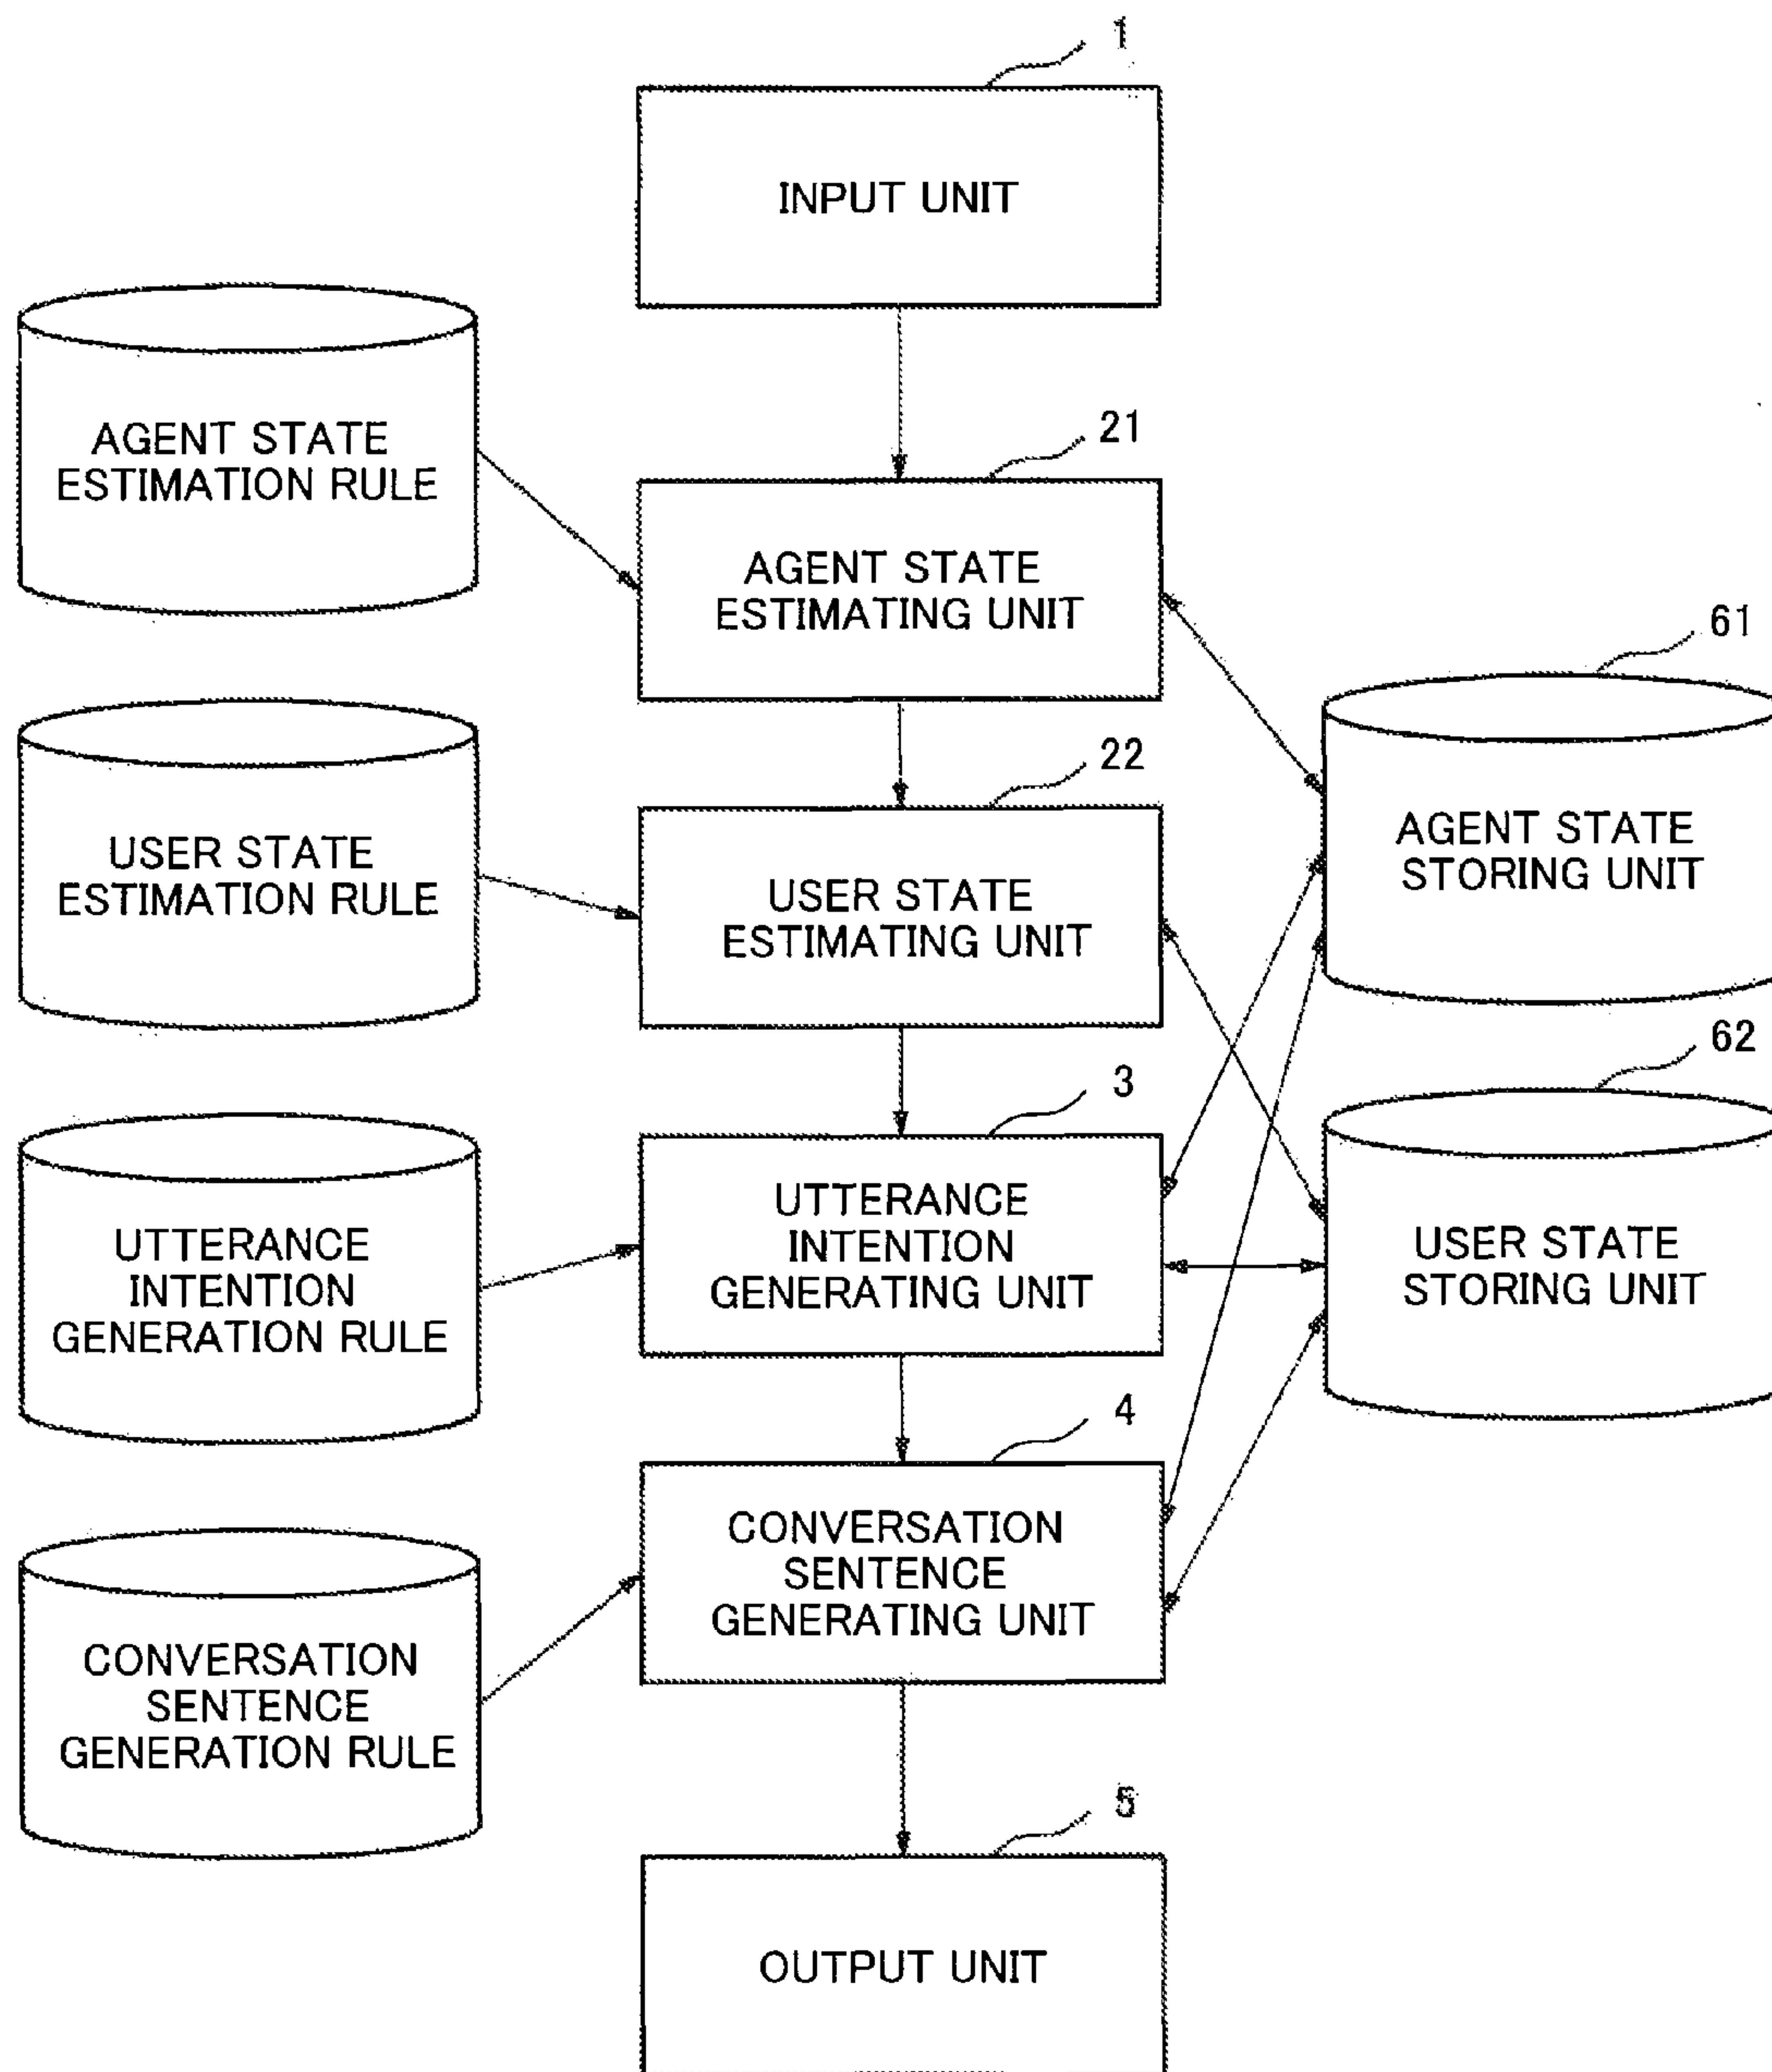 1
INPUT UNIT
AGENT STATE
ESTIMATION RULE
21
AGENT STATE
ESTIMATING UNIT
61
AGENT STATE
STORING UNIT
USER STATE
ESTIMATION RULE
22
USER STATE
ESTIMATING UNIT
62
USER STATE
STORING UNIT
UTTERANCE
INTENTION
GENERATION RULE
3
UTTERANCE
INTENTION
GENERATING UNIT
4
CONVERSATION
SENTENCE
GENERATING UNIT
CONVERSATION
SENTENCE
GENERATION RULE
5
OUTPUT UNIT